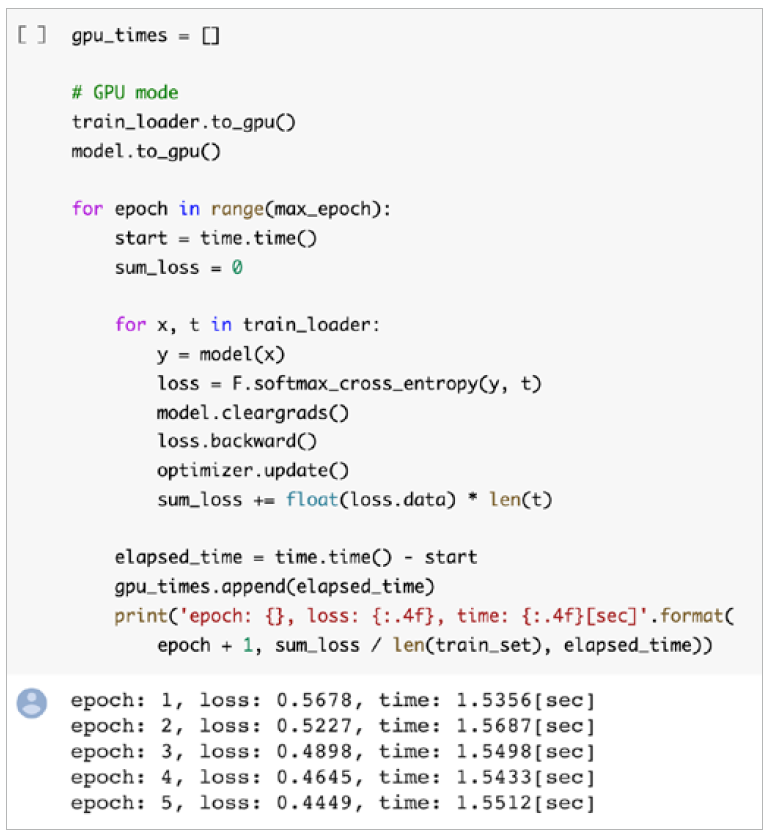 [ ] gpu_times = []
# GPU mode
train_loader.to_gpu()
model.to_gpu()
for epoch in range(max_epoch):
    start = time.time()
    sum_loss = 0
    for x, t in train_loader:
        y = model(x)
        loss = F.softmax_cross_entropy(y, t)
        model.cleargrads()
        loss.backward()
        optimizer.update()
        sum_loss += float(loss.data) * len(t)
    elapsed_time = time.time() - start
    gpu_times.append(elapsed_time)
    print('epoch: {}, loss: {:.4f}, time: {:.4f}[sec]'.format(
        epoch + 1, sum_loss / len(train_set), elapsed_time))
epoch: 1, loss: 0.5678, time: 1.5356[sec]
epoch: 2, loss: 0.5227, time: 1.5687[sec]
epoch: 3, loss: 0.4898, time: 1.5498[sec]
epoch: 4, loss: 0.4645, time: 1.5433[sec]
epoch: 5, loss: 0.4449, time: 1.5512[sec]